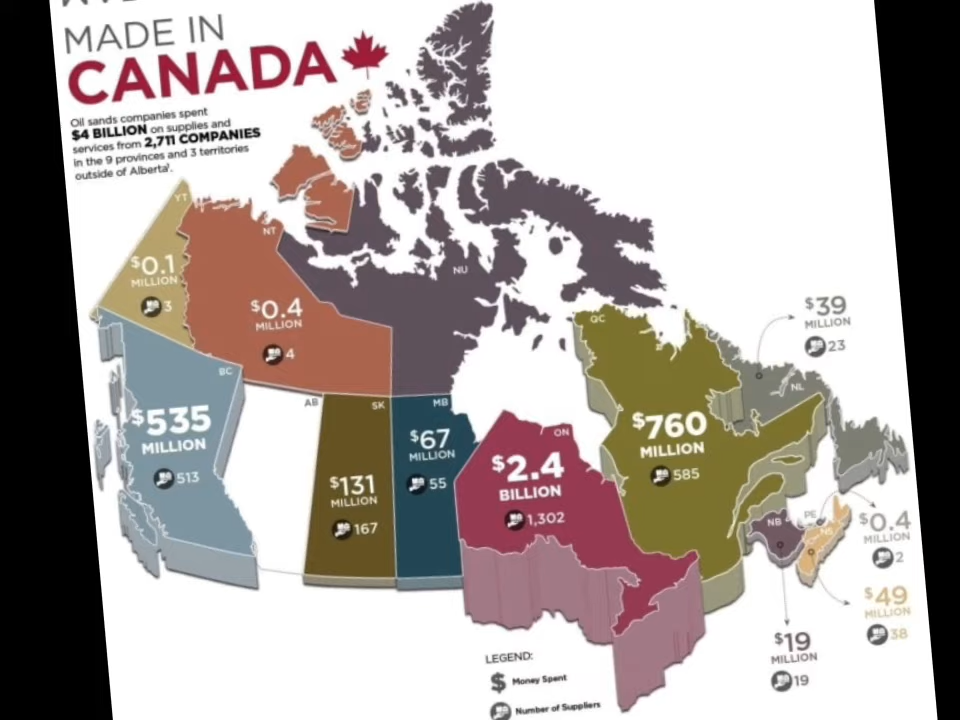 MADE IN
CANADA
Oil sands companies spent
$4 BILLION on supplies and
services from 2,711 COMPANIES
in the 9 provinces and 3 territories
outside of Alberta¹.
YT
$0.1
MILLION
3
NT
$0.4
MILLION
4
NU
BC
$535
MILLION
513
AB
SK
$131
MILLION
167
MB
$67
MILLION
55
ON
$2.4
BILLION
1,302
QC
$760
MILLION
585
$39
MILLION
23
NL
NB
PE
NS
$0.4
MILLION
2
$49
MILLION
38
$19
MILLION
19
LEGEND:
$ Money Spent
Number of Suppliers